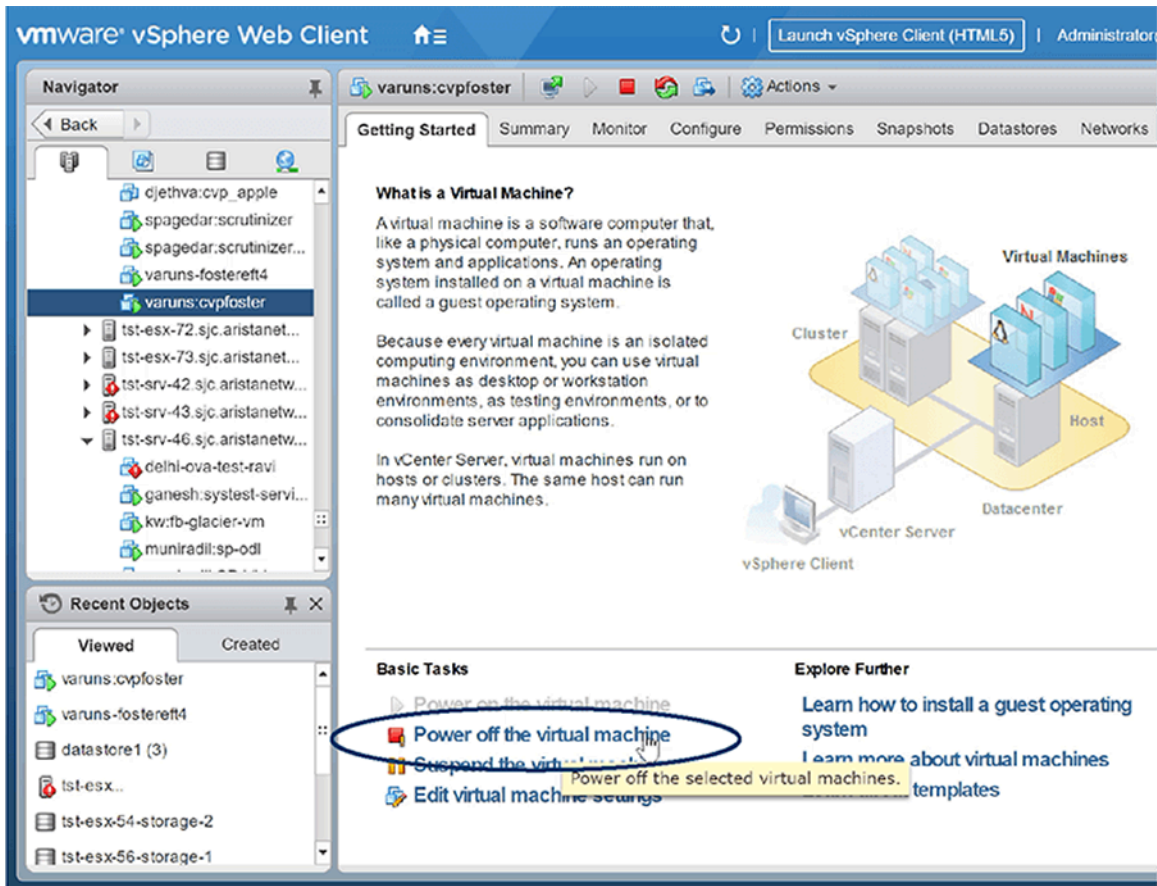 vmware® vSphere Web Client
Launch vSphere Client (HTML5)
Administrator@
Navigator
Back
djethva:cvp_apple
spagedar:scrutinizer
spagedar:scrutinizer...
varuns-fostereft4
varuns:cvpfoster
tst-esx-72.sjc.aristanet...
tst-esx-73.sjc.aristanet...
tst-srv-42.sjc.aristanetw...
tst-srv-43.sjc.aristanetw...
tst-srv-46.sjc.aristanetw...
delhi-ova-test-ravi
ganesh:systest-servi...
kw:fb-glacier-vm
muniradil:sp-odl
Recent Objects
Viewed
Created
varuns:cvpfoster
varuns-fostereft4
datastore1 (3)
tst-esx...
tst-esx-54-storage-2
tst-esx-56-storage-1
varuns:cvpfoster
Actions
Getting Started
Summary
Monitor
Configure
Permissions
Snapshots
Datastores
Networks
What is a Virtual Machine?
A virtual machine is a software computer that,
like a physical computer, runs an operating
system and applications. An operating
system installed on a virtual machine is
called a guest operating system.
Because every virtual machine is an isolated
computing environment, you can use virtual
machines as desktop or workstation
environments, as testing environments, or to
consolidate server applications.
In vCenter Server, virtual machines run on
hosts or clusters. The same host can run
many virtual machines.
Virtual Machines
Cluster
Host
Datacenter
vCenter Server
vSphere Client
Basic Tasks
Power on the virtual machine
Power off the virtual machine
Suspend the virtual
Power off the selected virtual machines.
Edit virtual machine settings
Explore Further
Learn how to install a guest operating
system
Learn more about virtual machines
templates